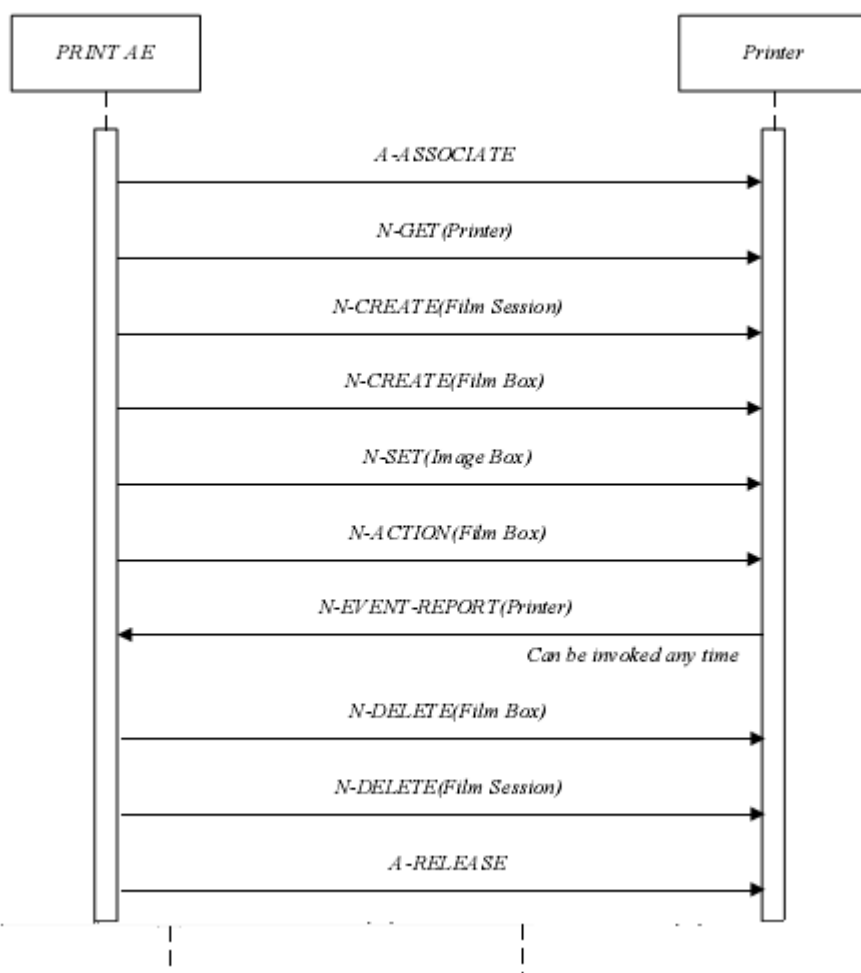 PRINT AE
Printer
A-ASSOCIATE
N-GET(Printer)
N-CREATE(Film Session)
N-CREATE(Film Box)
N-SET(Image Box)
N-ACTION(Film Box)
N-EVENT-REPORT(Printer)
Can be invoked any time
N-DELETE(Film Box)
N-DELETE(Film Session)
A-RELEASE